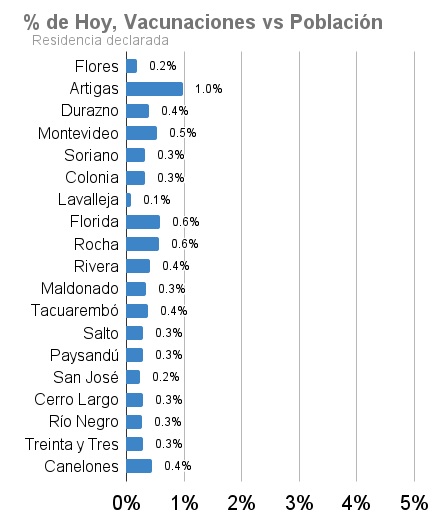 % de Hoy, Vacunaciones vs Población
Residencia declarada
Flores 0.2%
Artigas 1.0%
Durazno 0.4%
Montevideo 0.5%
Soriano 0.3%
Colonia 0.3%
Lavalleja 0.1%
Florida 0.6%
Rocha 0.6%
Rivera 0.4%
Maldonado 0.3%
Tacuarembó 0.4%
Salto 0.3%
Paysandú 0.3%
San José 0.2%
Cerro Largo 0.3%
Río Negro 0.3%
Treinta y Tres 0.3%
Canelones 0.4%
0% 1% 2% 3% 4% 5%